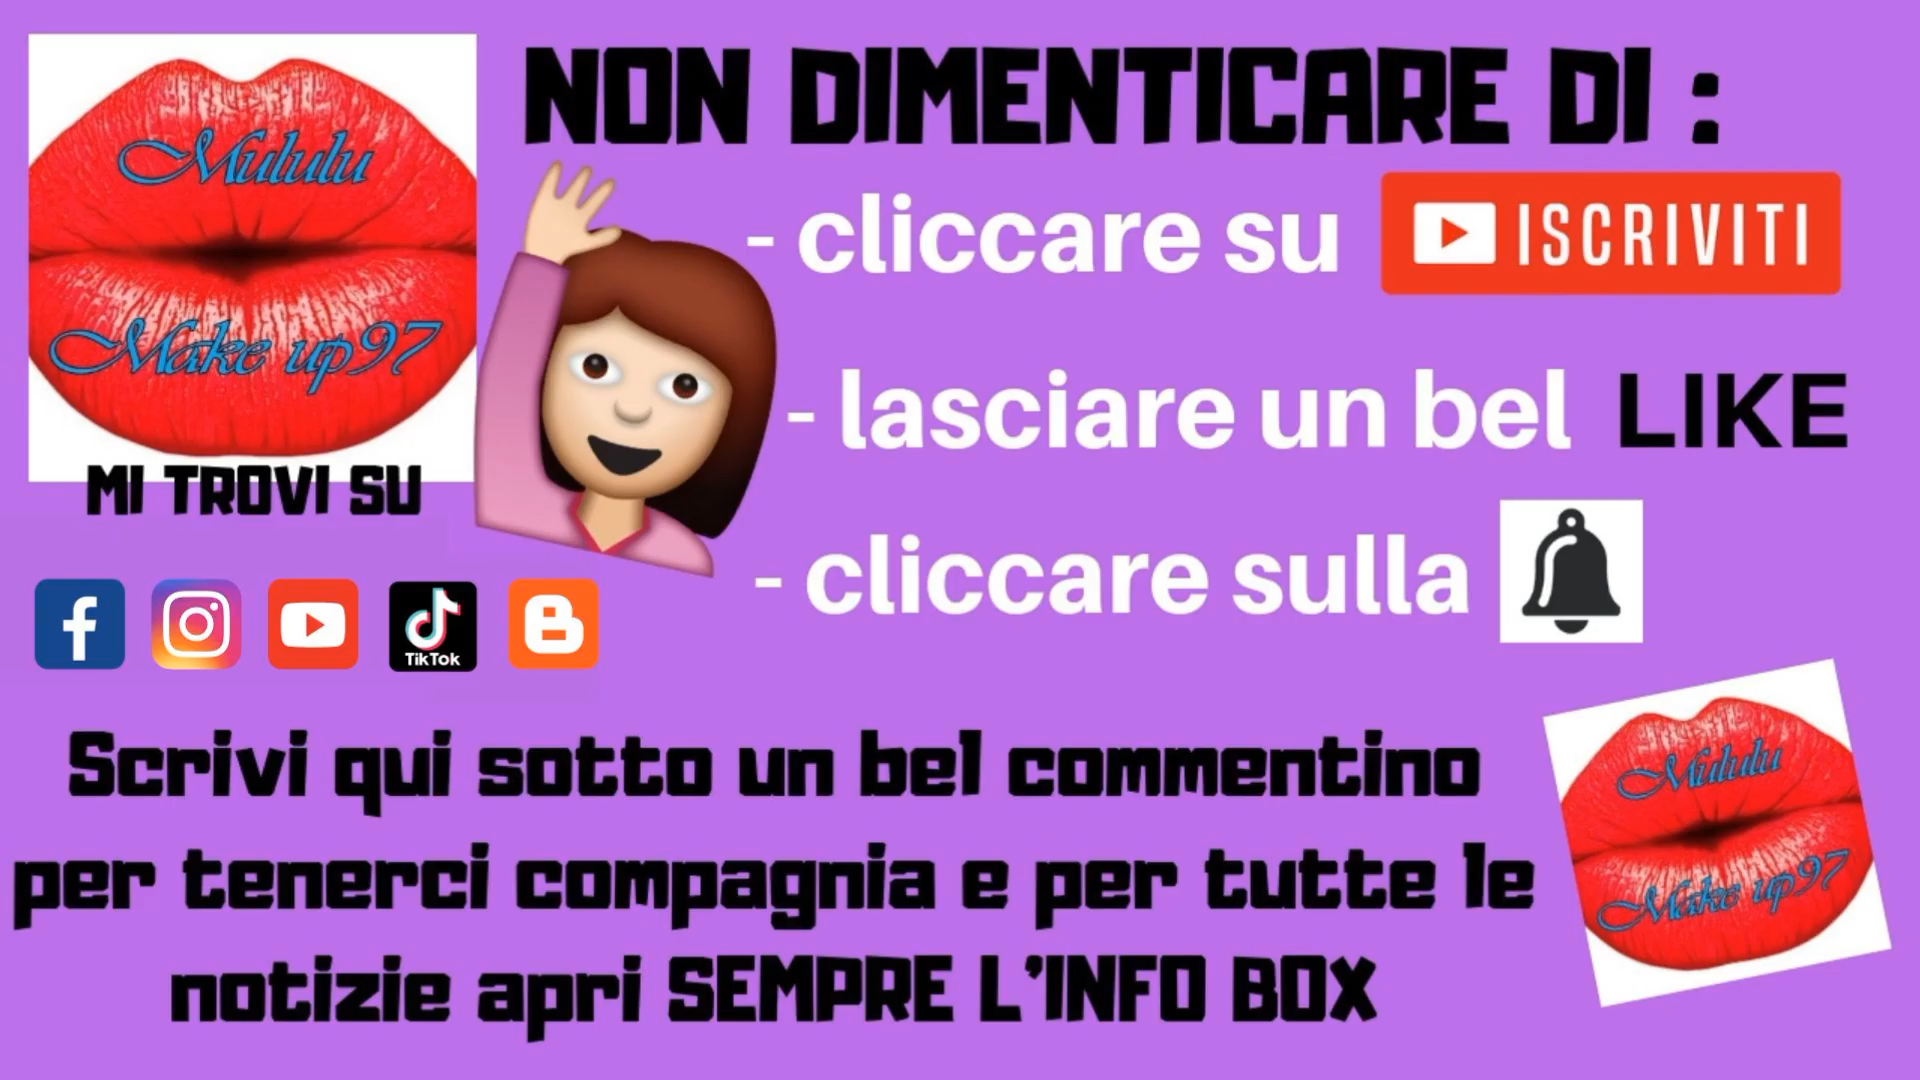 Mululu
Make up97
MI TROVI SU
TikTok
NON DIMENTICARE DI :
- cliccare su ISCRIVITI
- lasciare un bel LIKE
- cliccare sulla
Scrivi qui sotto un bel commentino
per tenerci compagnia e per tutte le
notizie apri SEMPRE L'INFO BOX
Mululu
Make up97